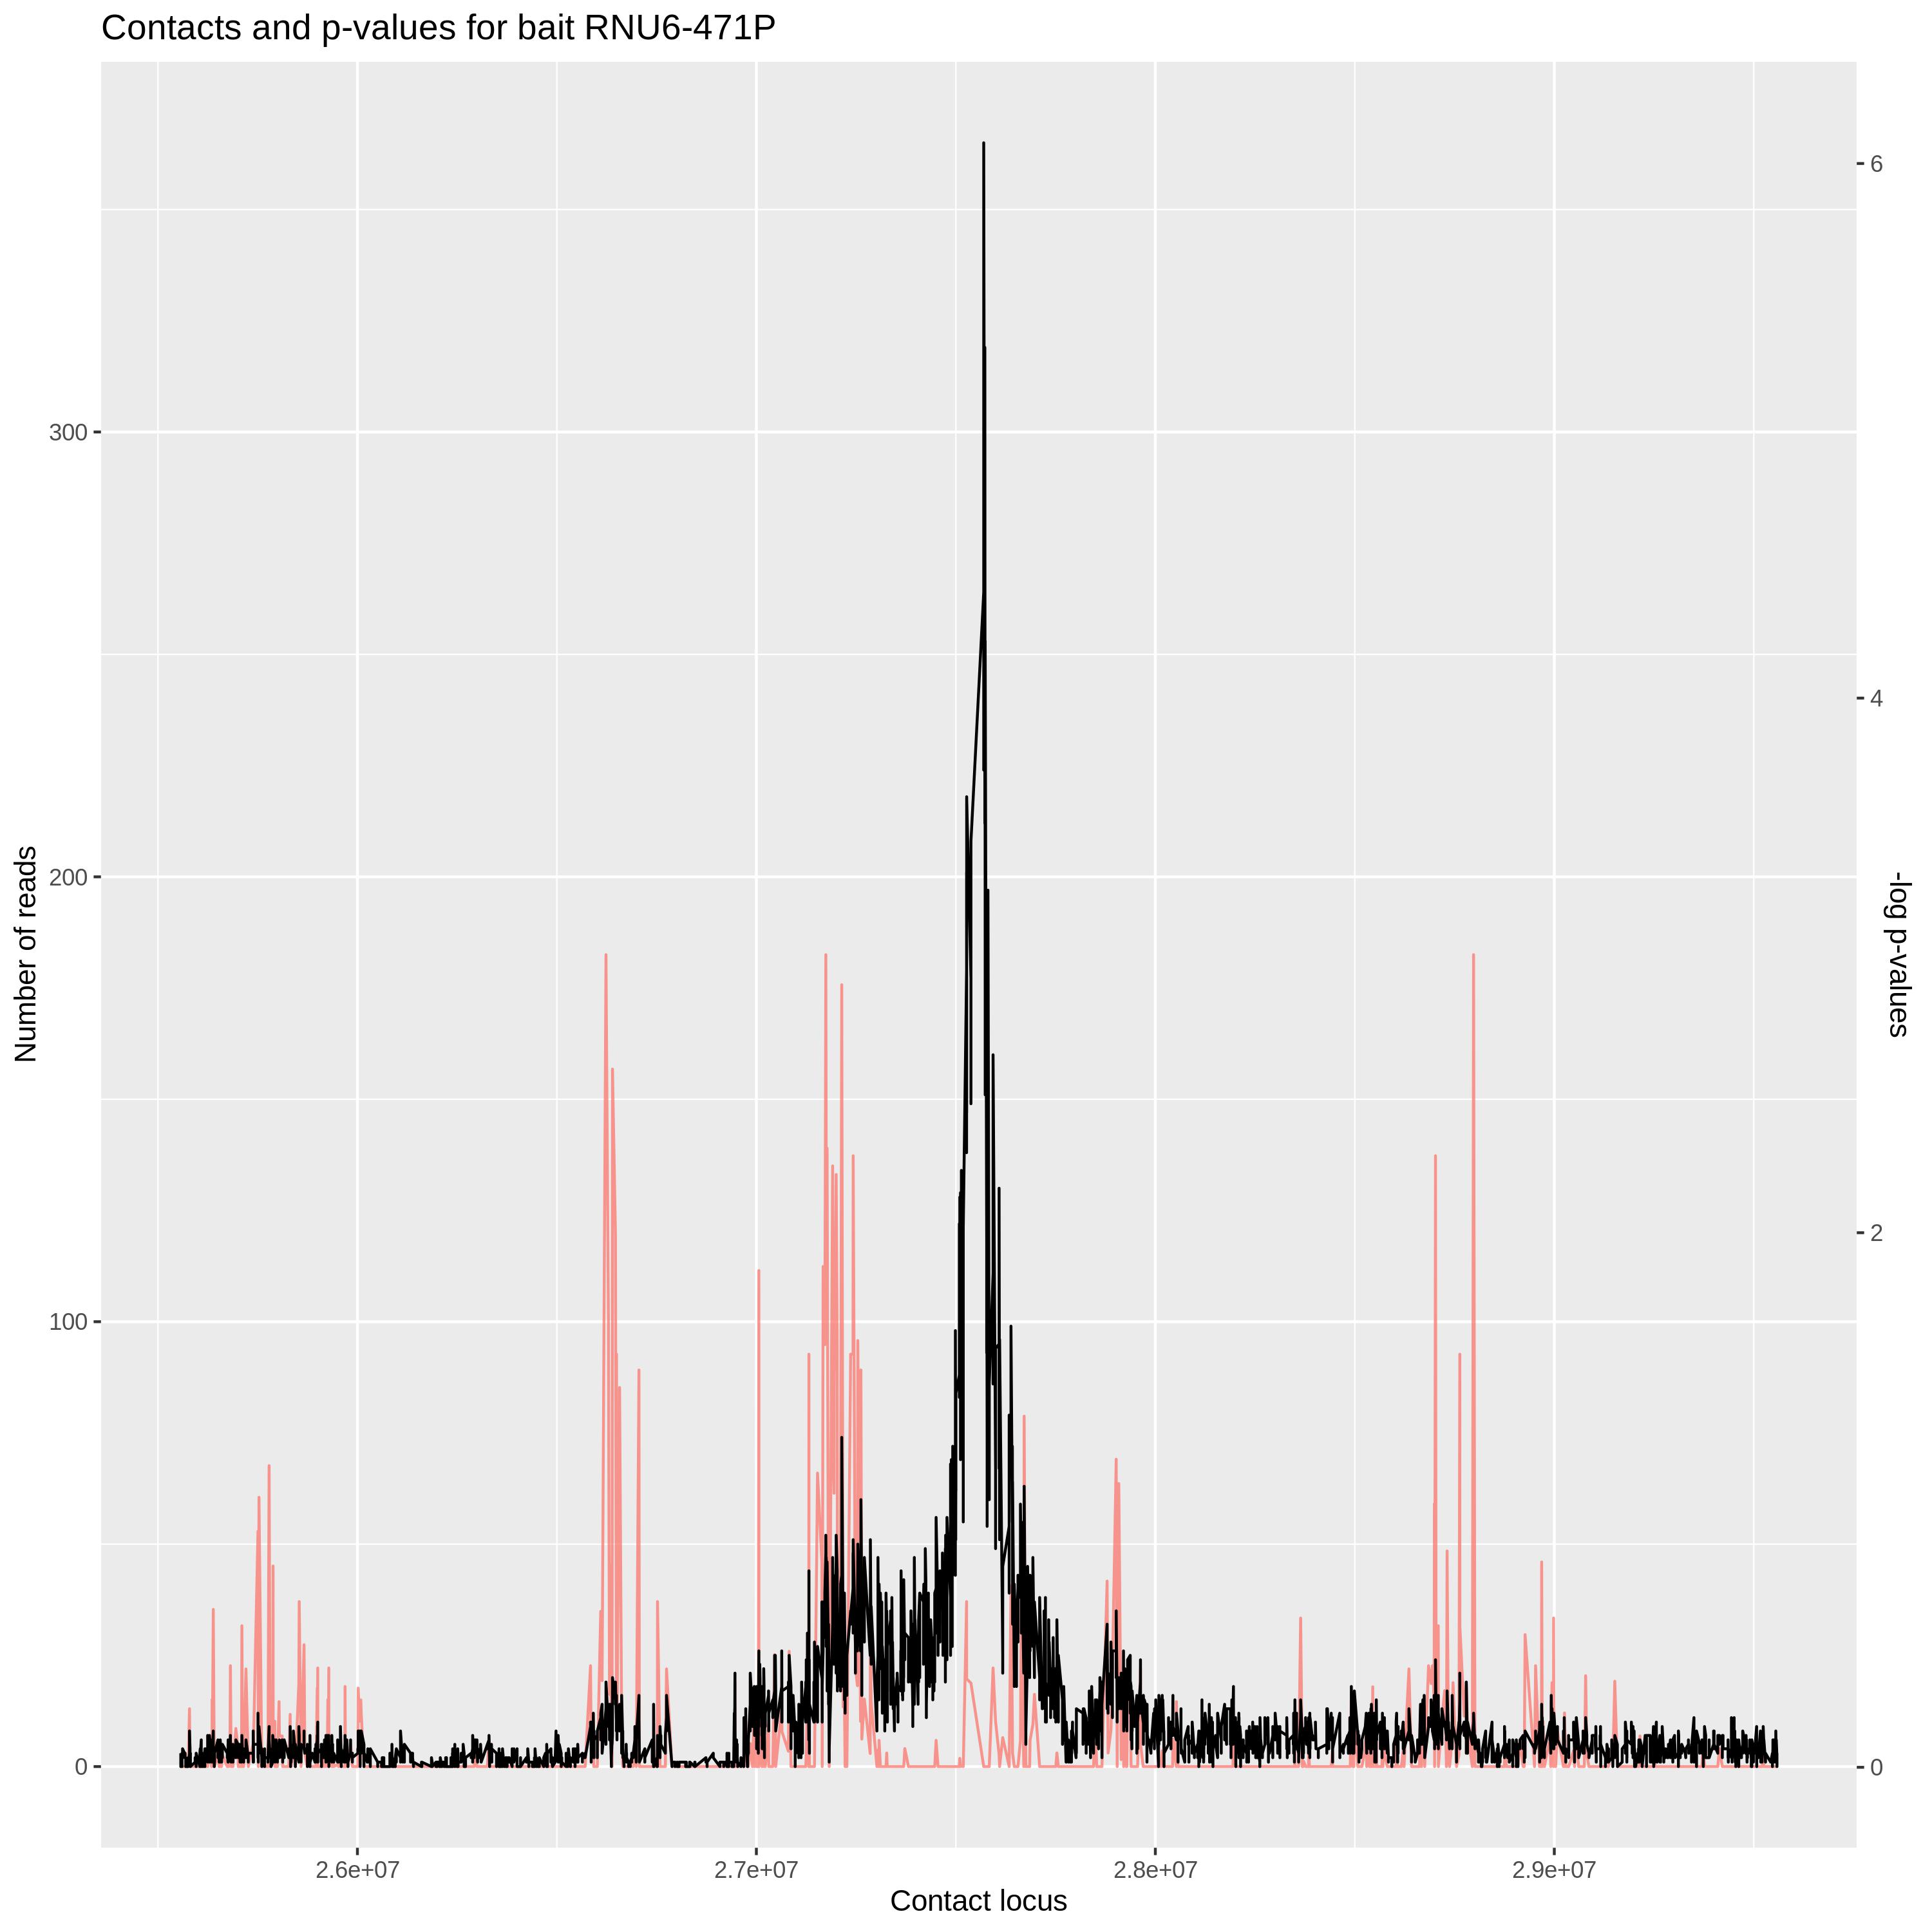 Contacts and p-values for bait RNU6-471P
6
300
4
200
Number of reads
-log p-values
2
100
0
0
2.6e+07
2.7e+07
2.8e+07
2.9e+07
Contact locus